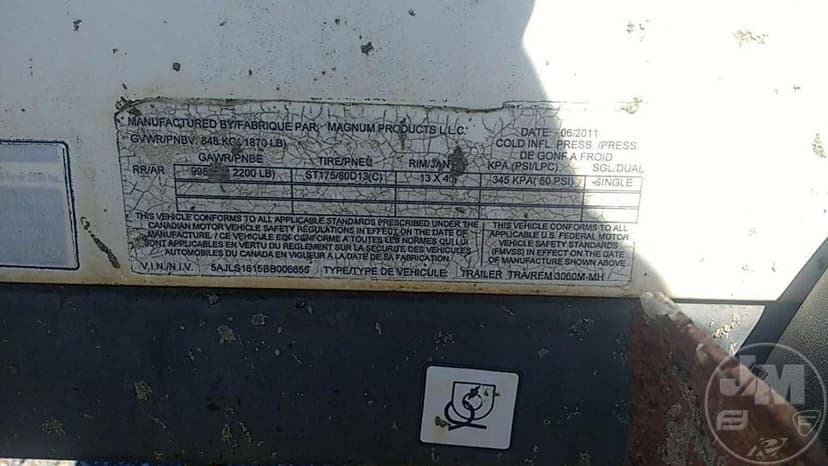 MANUFACTURED BY/FABRIQUE PAR: MAGNUM PRODUCTS L.L.C.
DATE: 06/2011
GVWR/PNBV: 848 KG( 1870 LB)
COLD INFL. PRESS. /PRESS.
DE GONF A FROID
GAWR/PNBE TIRE/PNEU RIM/JAN KPA (PSI/LPC) SGL/DUAL
RR/AR 995 2200 LB) ST175/80D13(C) 13 X 4. 345 KPA( 50 PSI) SINGLE
THIS VEHICLE CONFORMS TO ALL APPLICABLE STANDARDS PRESCRIBED UNDER THE
CANADIAN MOTOR VEHICLE SAFETY REGULATIONS IN EFFECT ON THE DATE OF
MANUFACTURE / CE VEHICULE EST CONFORME A TOUTES LES NORMES QUI LUI
SONT APPLICABLES EN VERTU DU REGLEMENT SUR LA SECURITE DES VEHICULES
AUTOMOBILES DU CANADA EN VIGUEUR A LA DATE DE SA FABRICATION.
THIS VEHICLE CONFORMS TO ALL
APPLICABLE U.S. FEDERAL MOTOR
VEHICLE SAFETY STANDARDS
(FMVSS) IN EFFECT ON THE DATE
OF MANUFACTURE SHOWN ABOVE
V.I.N./N.I.V. 5AJLS1615BB006655 TYPE/TYPE DE VEHICULE: TRAILER TRA/REM 3060M-MH
JM